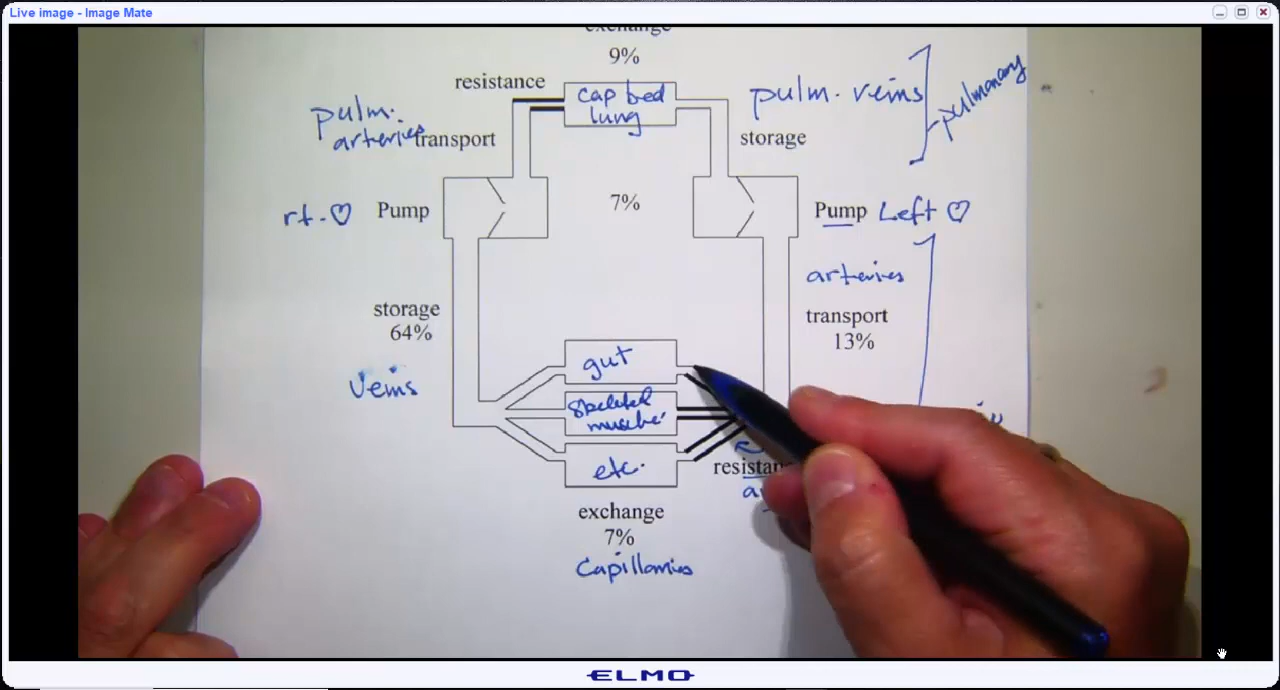 Live image - Image Mate
exchange
9%
resistance
cap bed
lung
pulm. veins
pulmonary
pulm.
arteries
transport
storage
rt. ♡
Pump
7%
Pump
Left ♡
arteries
storage
64%
transport
13%
Veins
gut
skeletal
muscle
etc.
exchange
7%
Capillaries
ELMO